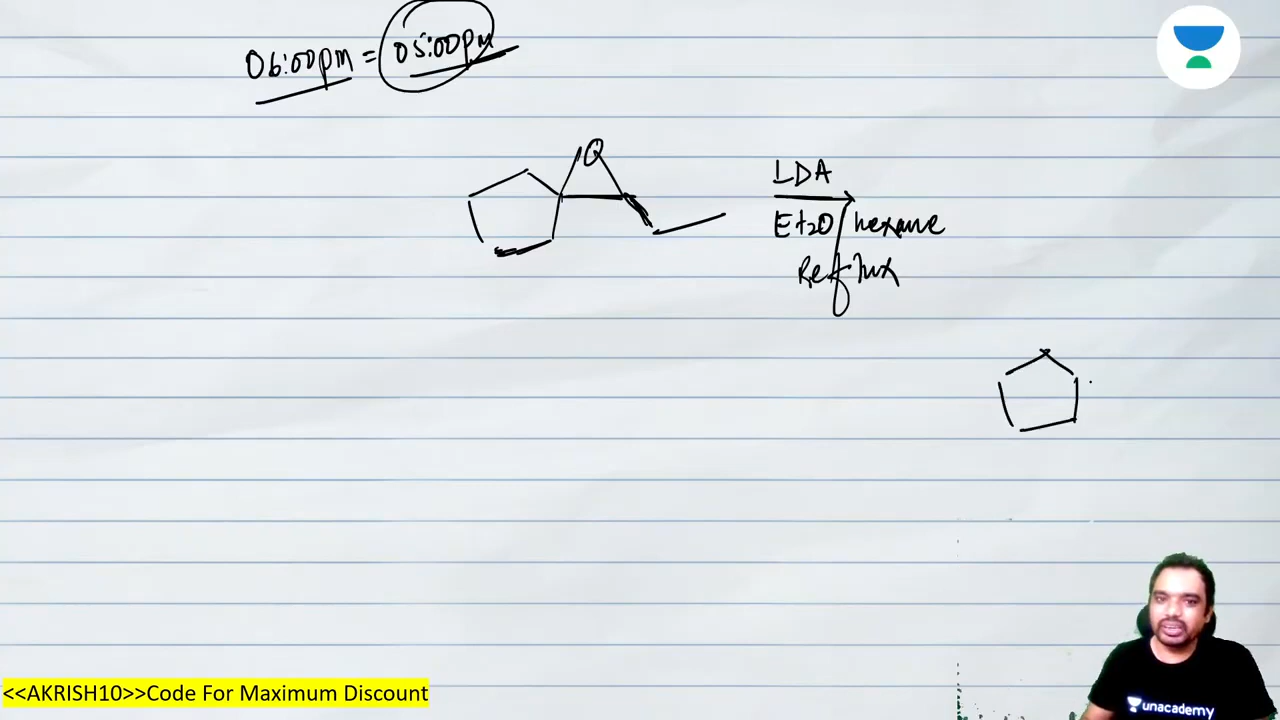 06:00pm = 05:00pm
O
LDA
Et2O/hexane
Reflux
unacademy
<<AKRISH10>>Code For Maximum Discount